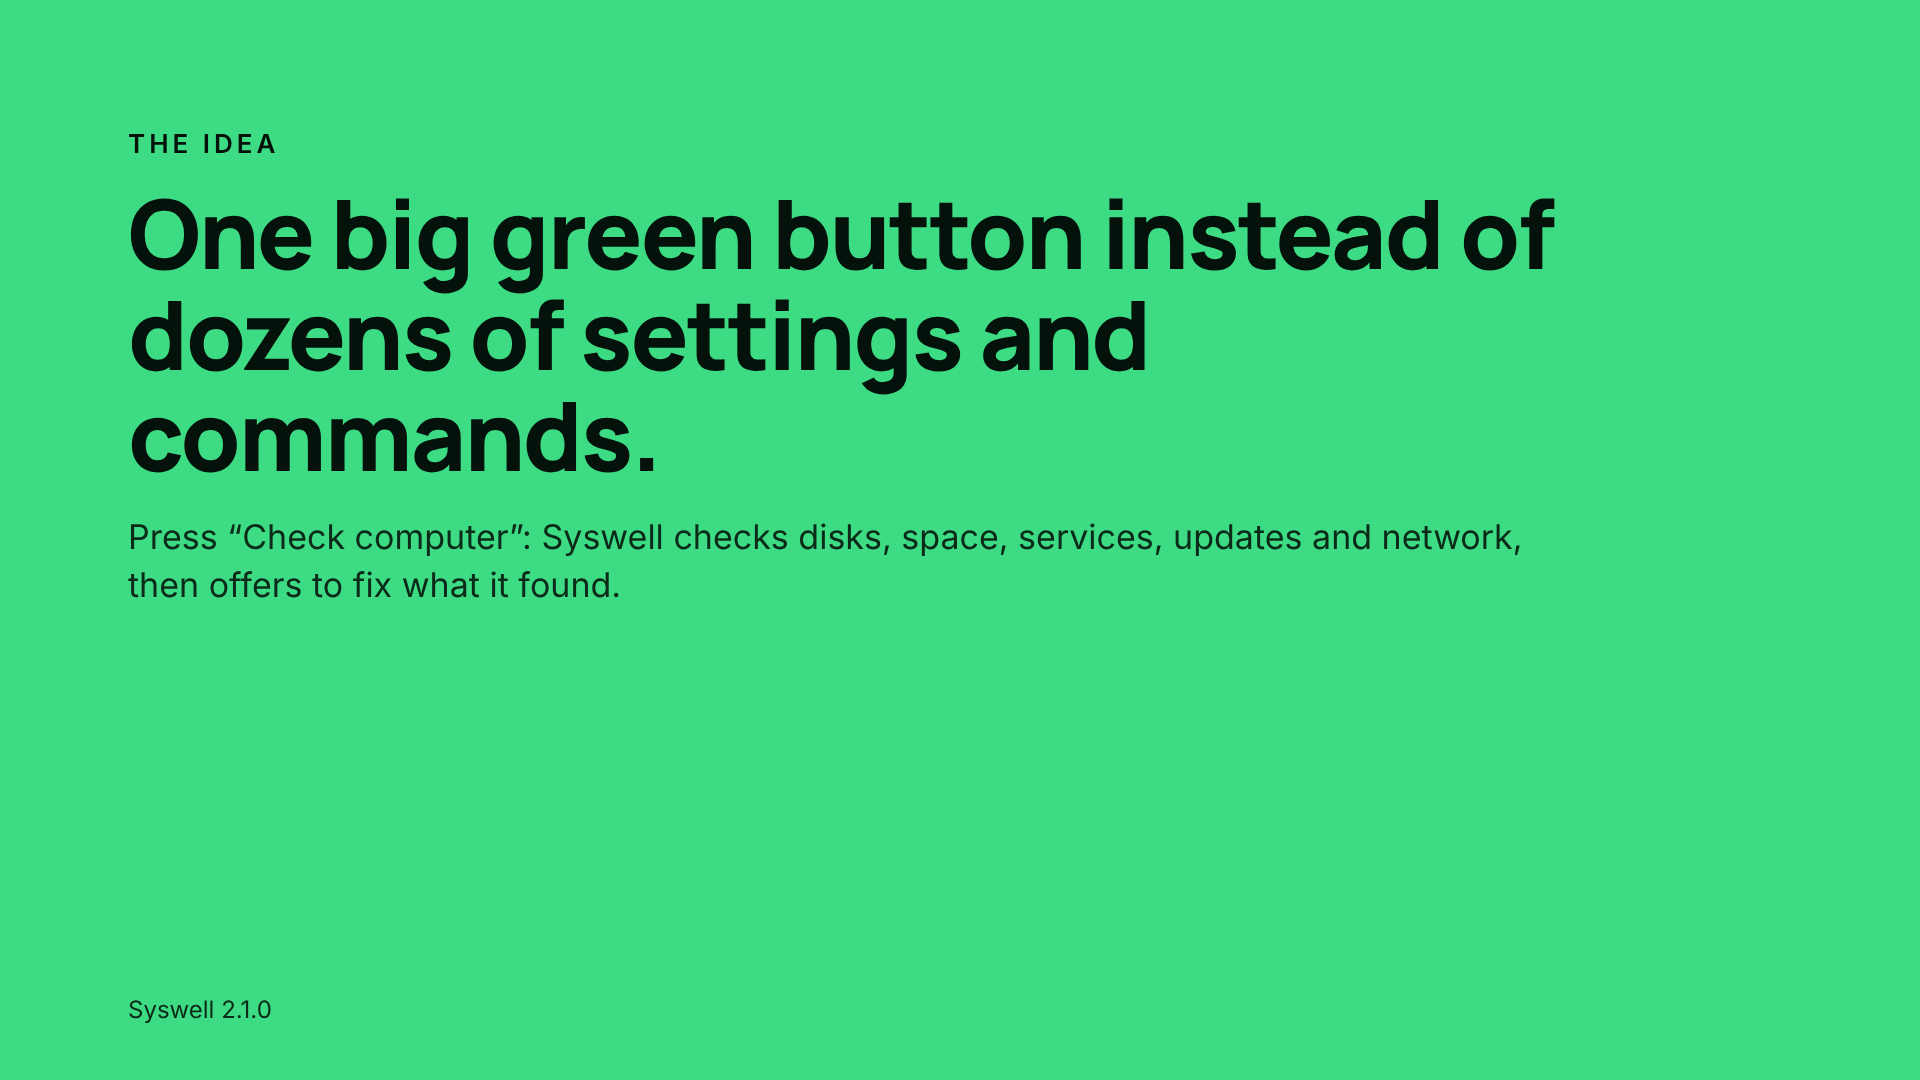 THE IDEA
One big green button instead of
dozens of settings and
commands.
Press “Check computer”: Syswell checks disks, space, services, updates and network,
then offers to fix what it found.
Syswell 2.1.0